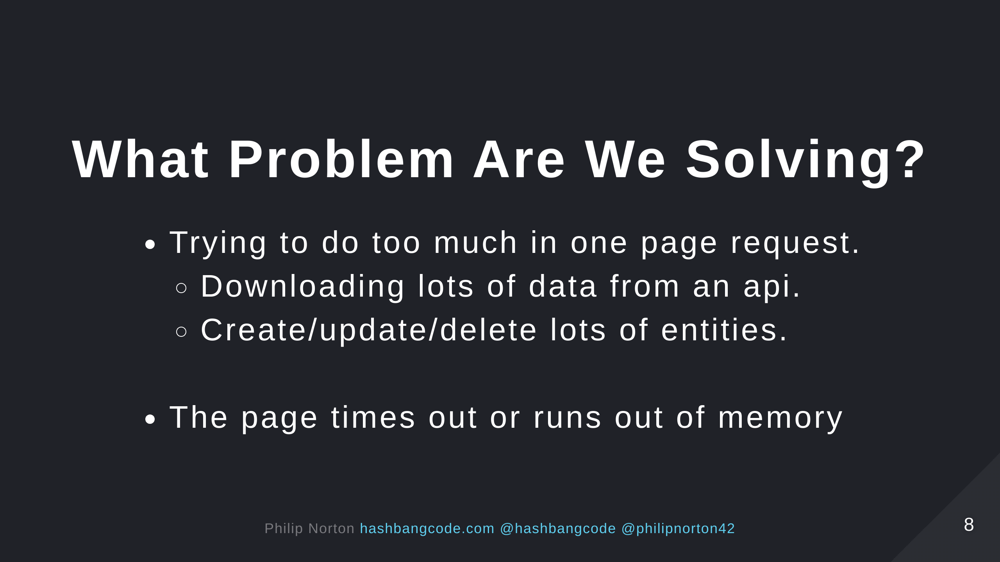 What Problem Are We Solving?
• Trying to do too much in one page request.
○ Downloading lots of data from an api.
○ Create/update/delete lots of entities.
• The page times out or runs out of memory
Philip Norton hashbangcode.com @hashbangcode @philipnorton42
8